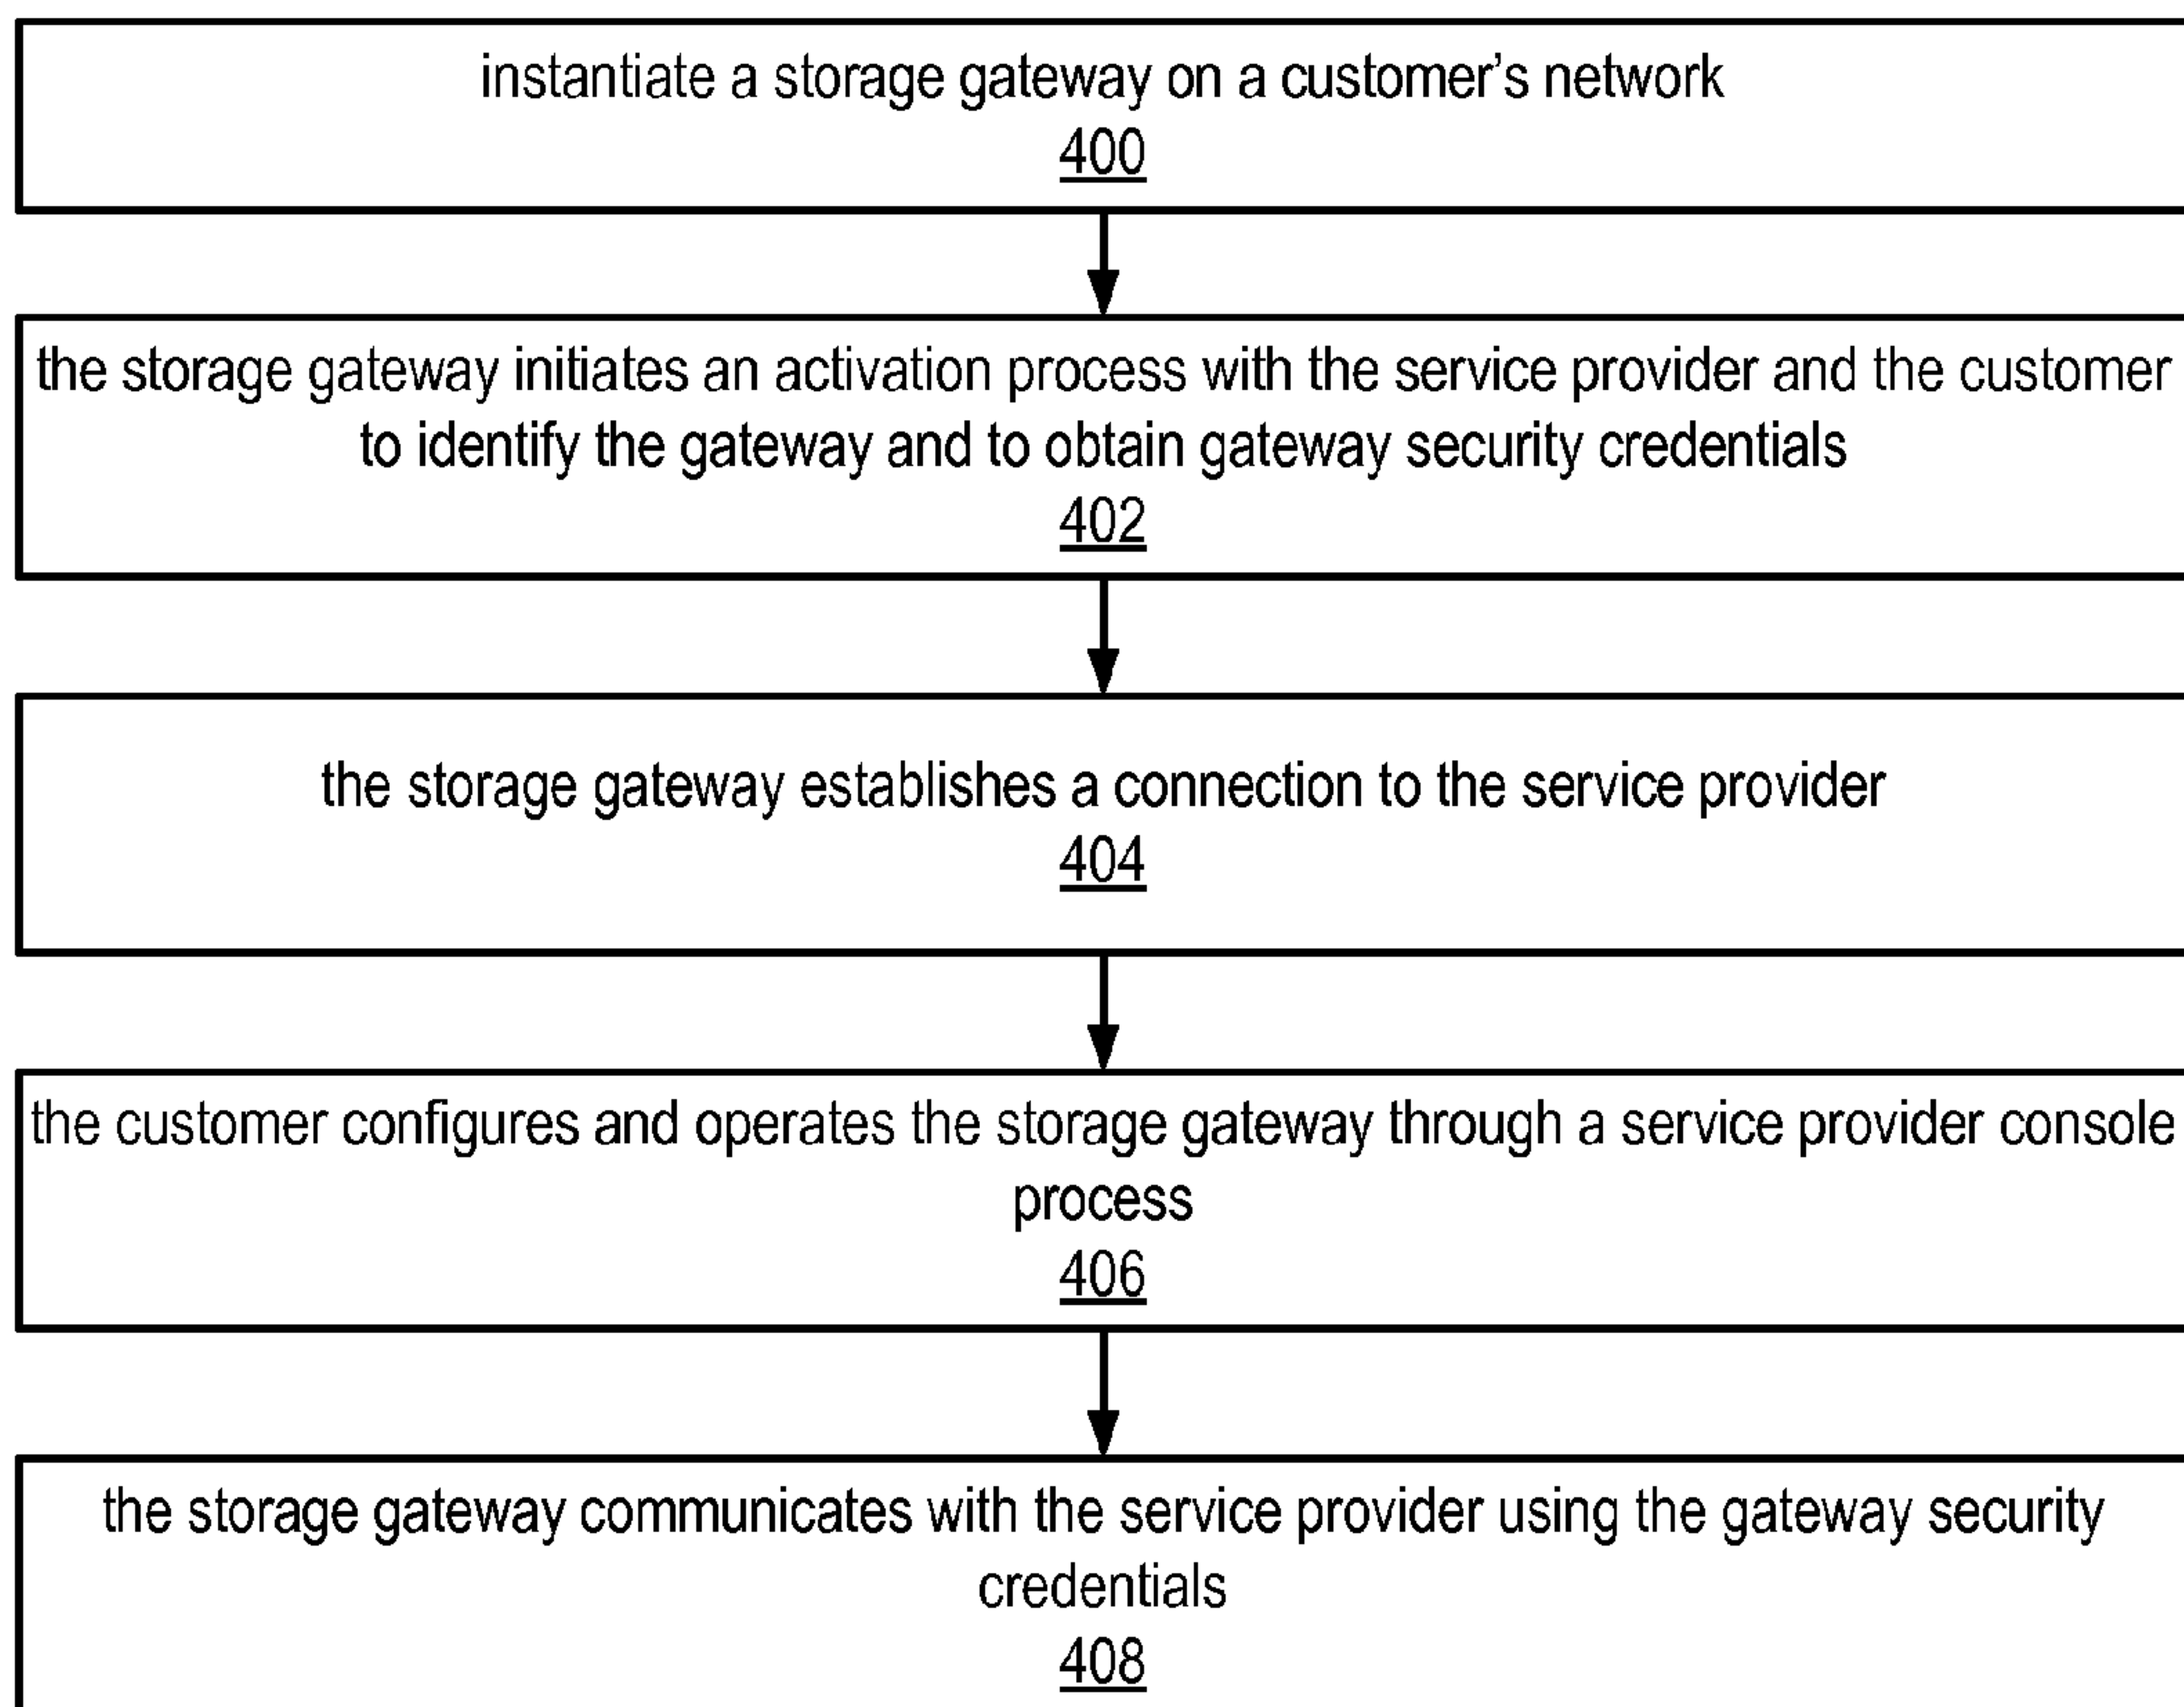 instantiate a storage gateway on a customer’s network
400
the storage gateway initiates an activation process with the service provider and the customer
to identify the gateway and to obtain gateway security credentials
402
the storage gateway establishes a connection to the service provider
404
the customer configures and operates the storage gateway through a service provider console
process
406
the storage gateway communicates with the service provider using the gateway security
credentials
408